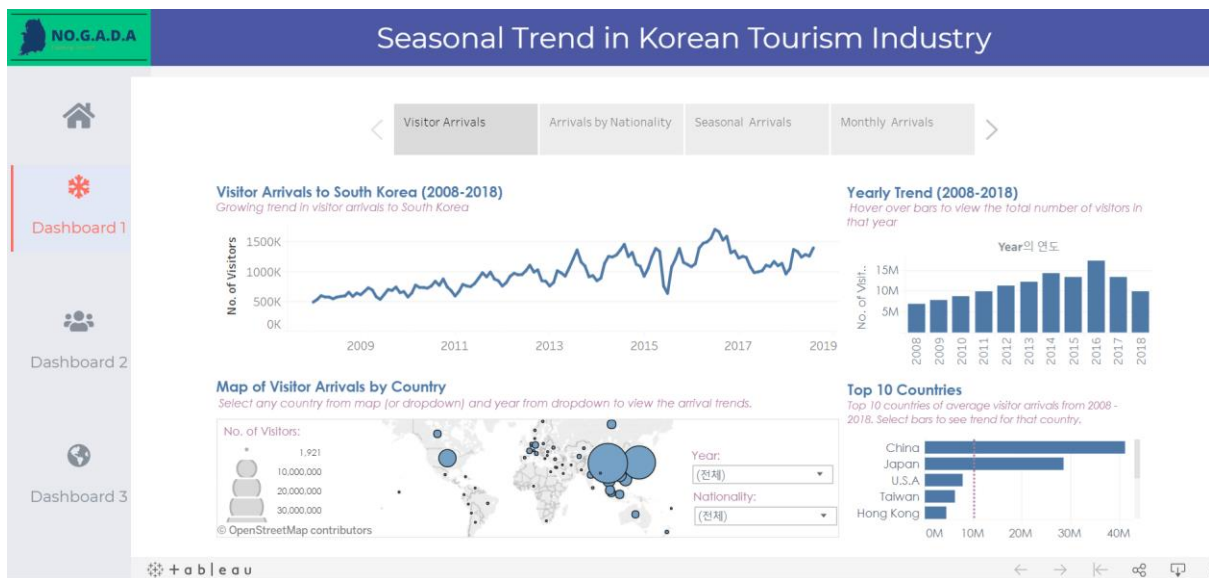 NO.G.A.D.A
Seasonal Trend in Korean Tourism Industry
Dashboard 1
Dashboard 2
Dashboard 3
Visitor Arrivals
Arrivals by Nationality
Seasonal Arrivals
Monthly Arrivals
Visitor Arrivals to South Korea (2008-2018)
Growing trend in visitor arrivals to South Korea
No. of Visitors
1500K
1000K
500K
0K
2009 2011 2013 2015 2017 2019
Yearly Trend (2008-2018)
Hover over bars to view the total number of visitors in
that year
Year의 연도
No. of Visit..
15M
10M
5M
2008 2009 2010 2011 2012 2013 2014 2015 2016 2017 2018
Map of Visitor Arrivals by Country
Select any country from map (or dropdown) and year from dropdown to view the arrival trends.
No. of Visitors:
1,921
10,000,000
20,000,000
30,000,000
© OpenStreetMap contributors
Year:
(전체)
Nationality:
(전체)
Top 10 Countries
Top 10 countries of average visitor arrivals from 2008 -
2018. Select bars to see trend for that country.
China
Japan
U.S.A
Taiwan
Hong Kong
0M 10M 20M 30M 40M
+ableau